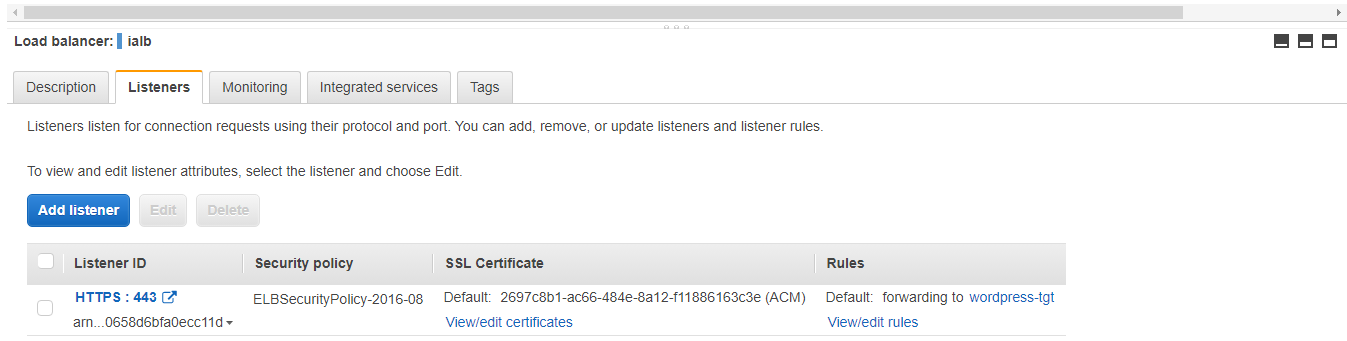 Load balancer: ialb
Description Listeners Monitoring Integrated services Tags
Listeners listen for connection requests using their protocol and port. You can add, remove, or update listeners and listener rules.
To view and edit listener attributes, select the listener and choose Edit.
Add listener Edit Delete
Listener ID Security policy SSL Certificate Rules
HTTPS : 443 ELBSecurityPolicy-2016-08 Default: 2697c8b1-ac66-484e-8a12-f11886163c3e (ACM) Default: forwarding to wordpress-tgt
arn...0658d6bfa0ecc11d View/edit certificates View/edit rules